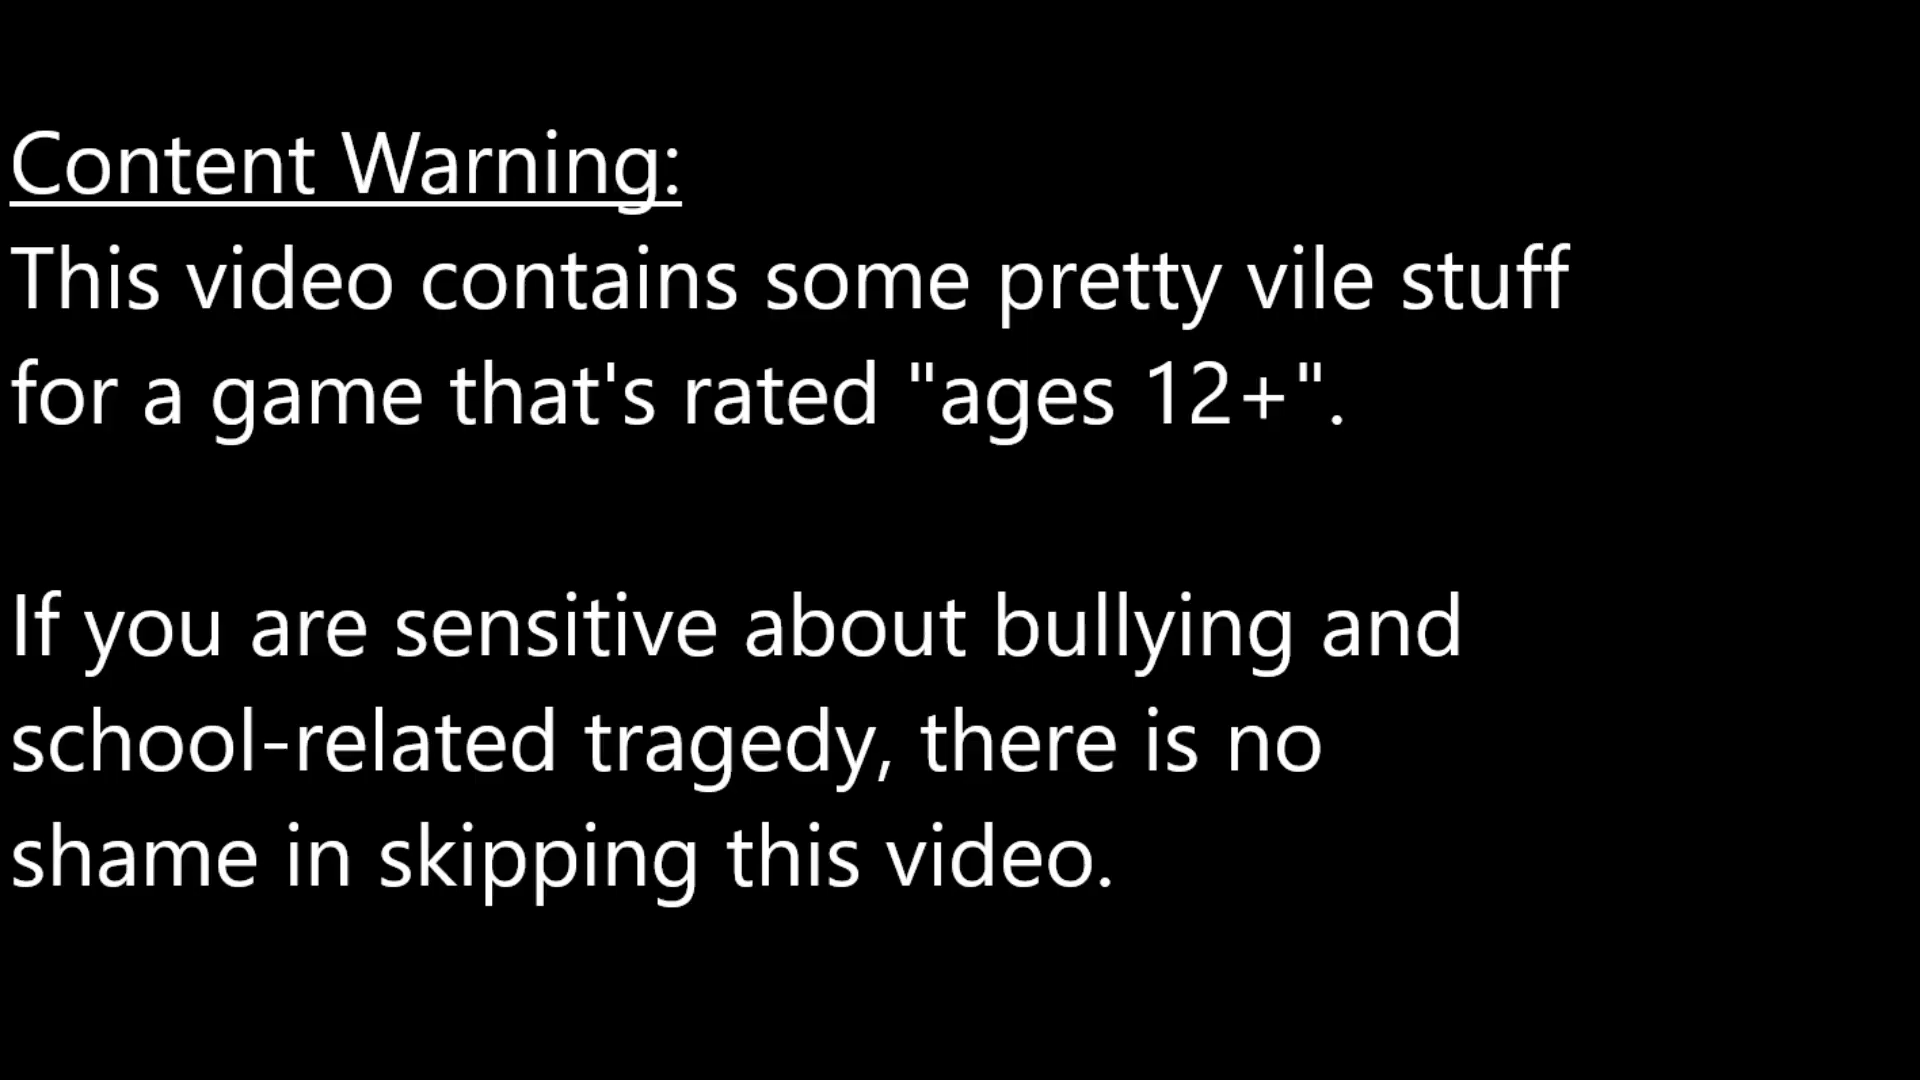 Content Warning:
This video contains some pretty vile stuff
for a game that's rated "ages 12+".
If you are sensitive about bullying and
school-related tragedy, there is no
shame in skipping this video.